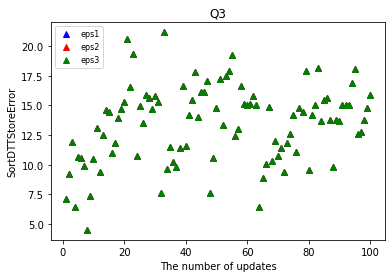 Q3
eps1
eps2
eps3
SortDTTStoreError
20.0
17.5
15.0
12.5
10.0
7.5
5.0
0 20 40 60 80 100
The number of updates